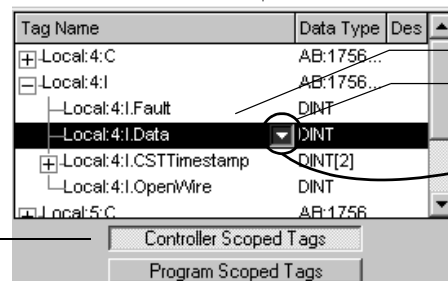 Tag Name Data Type Des
Local:4:C AB:1756...
Local:4:I AB:1756...
Local:4:I.Fault DINT
Local:4:I.Data DINT
Local:4:I.CSTTimestamp DINT[2]
Local:4:I.OpenWire DINT
Local:5:C AB:1756
Controller Scoped Tags
Program Scoped Tags